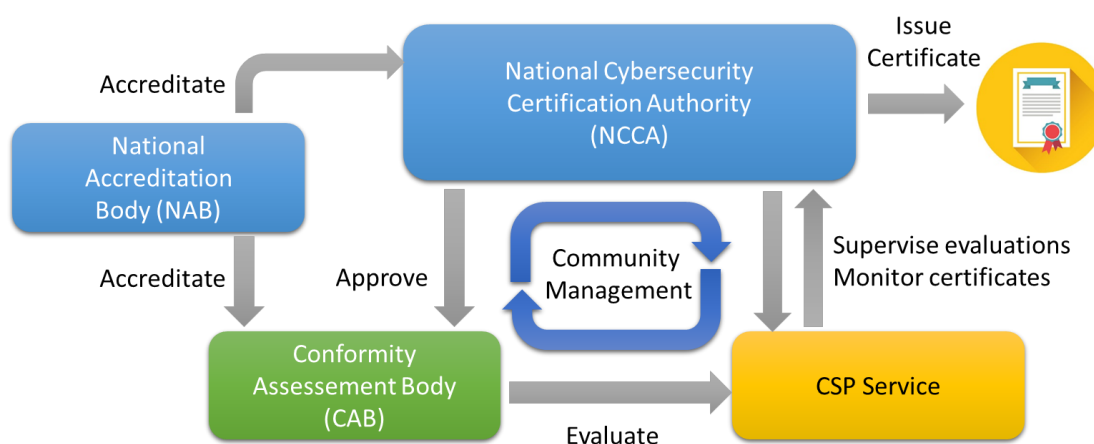 Issue
Certificate
Accreditate
National Cybersecurity
Certification Authority
(NCCA)
National
Accreditation
Body (NAB)
Accreditate
Approve
Community
Management
Supervise evaluations
Monitor certificates
Conformity
Assessement Body
(CAB)
CSP Service
Evaluate